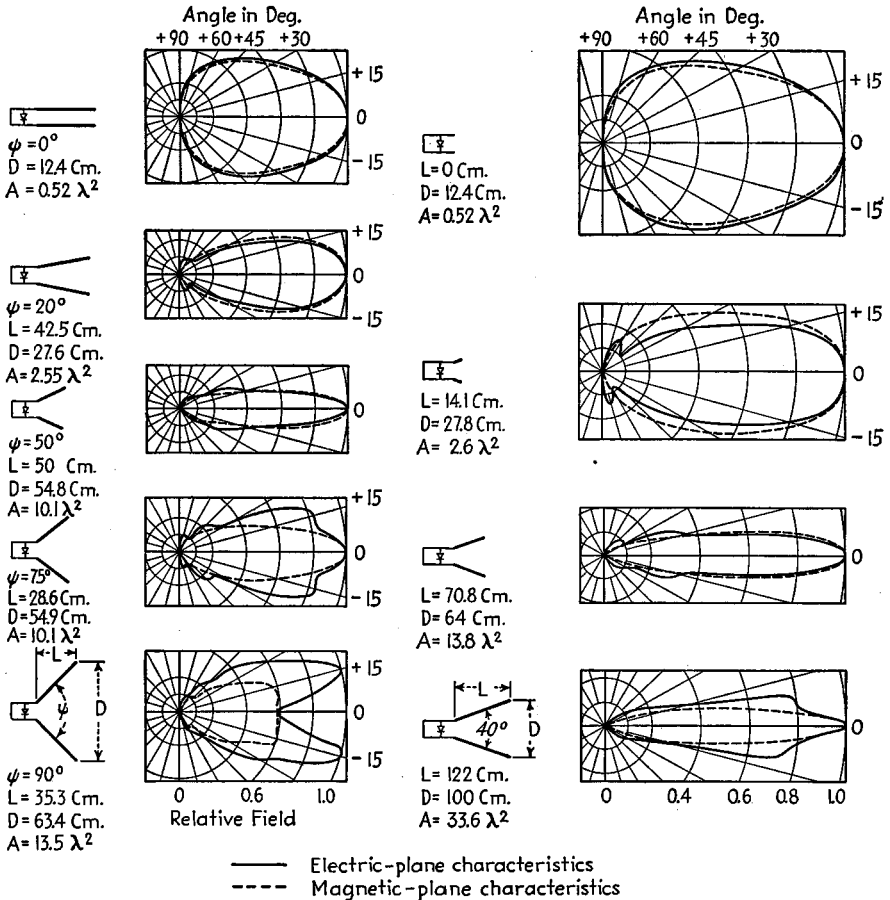 Angle in Deg.
+90 +60 +45 +30
+15
0
-15
ψ=0°
D=12.4 Cm.
A=0.52 λ²
+15
0
-15
ψ=20°
L=42.5 Cm.
D=27.6 Cm.
A=2.55 λ²
0
ψ=50°
L=50 Cm.
D=54.8 Cm.
A=10.1 λ²
+15
0
-15
ψ=75°
L=28.6 Cm.
D=54.9 Cm.
A=10.1 λ²
L
ψ
D
+15
0
-15
ψ=90°
L=35.3 Cm.
D=63.4 Cm.
A=13.5 λ²
0 0.6 1.0
Relative Field
Angle in Deg.
+90 +60 +45 +30
+15
0
-15
L=0 Cm.
D=12.4 Cm.
A=0.52 λ²
+15
0
-15
L=14.1 Cm.
D=27.8 Cm.
A=2.6 λ²
0
L=70.8 Cm.
D=64 Cm.
A=13.8 λ²
L
40°
D
0
L=122 Cm.
D=100 Cm.
A=33.6 λ²
0 0.4 0.6 0.8 1.0
Electric-plane characteristics
Magnetic-plane characteristics